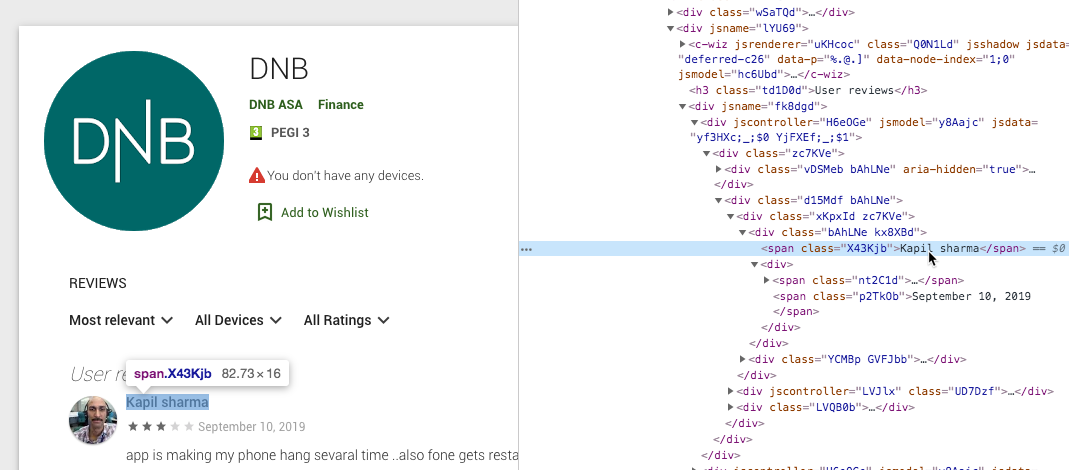 DNB
DNB
DNB ASA Finance
3 PEGI 3
You don't have any devices.
Add to Wishlist
REVIEWS
Most relevant All Devices All Ratings
User re
span.X43Kjb 82.73×16
Kapil sharma
September 10, 2019
app is making my phone hang sevaral time ..also fone gets resta
<div class="wSaTQd">…</div>
<div jsname="lYU69">
<c-wiz jsrenderer="uKHcoc" class="Q0N1Ld" jsshadow jsdata=
"deferred-c26" data-p="%.@.]" data-node-index="1;0"
jsmodel="hc6Ubd">…</c-wiz>
<h3 class="td1D0d">User reviews</h3>
<div jsname="fk8dgd">
<div jscontroller="H6eOGe" jsmodel="y8Aajc" jsdata=
"yf3HXc;_;$0 YjFXEf;_;$1">
<div class="zc7KVe">
<div class="vDSMeb bAhLNe" aria-hidden="true">…
</div>
<div class="d15Mdf bAhLNe">
<div class="xKpxId zc7KVe">
<div class="bAhLNe kx8XBd">
… <span class="X43Kjb">Kapil sharma</span> == $0
<div>
<span class="nt2C1d">…</span>
<span class="p2TkOb">September 10, 2019
</span>
</div>
</div>
<div class="YCMBp GVFJbb">…</div>
</div>
<div jscontroller="LVJlx" class="UD7Dzf">…</div>
<div class="LVQB0b">…</div>
</div>
</div>
</div>